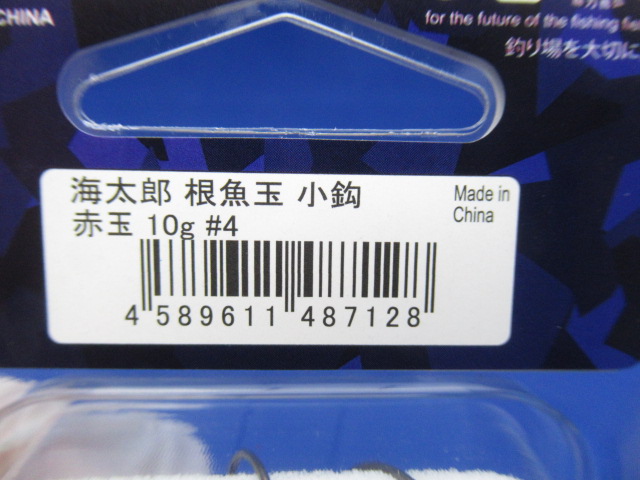 CHINA
for the future of the fishing
釣り場を大切に
海太郎 根魚玉 小鈎
赤玉 10g #4
Made in
China
4 589611 487128